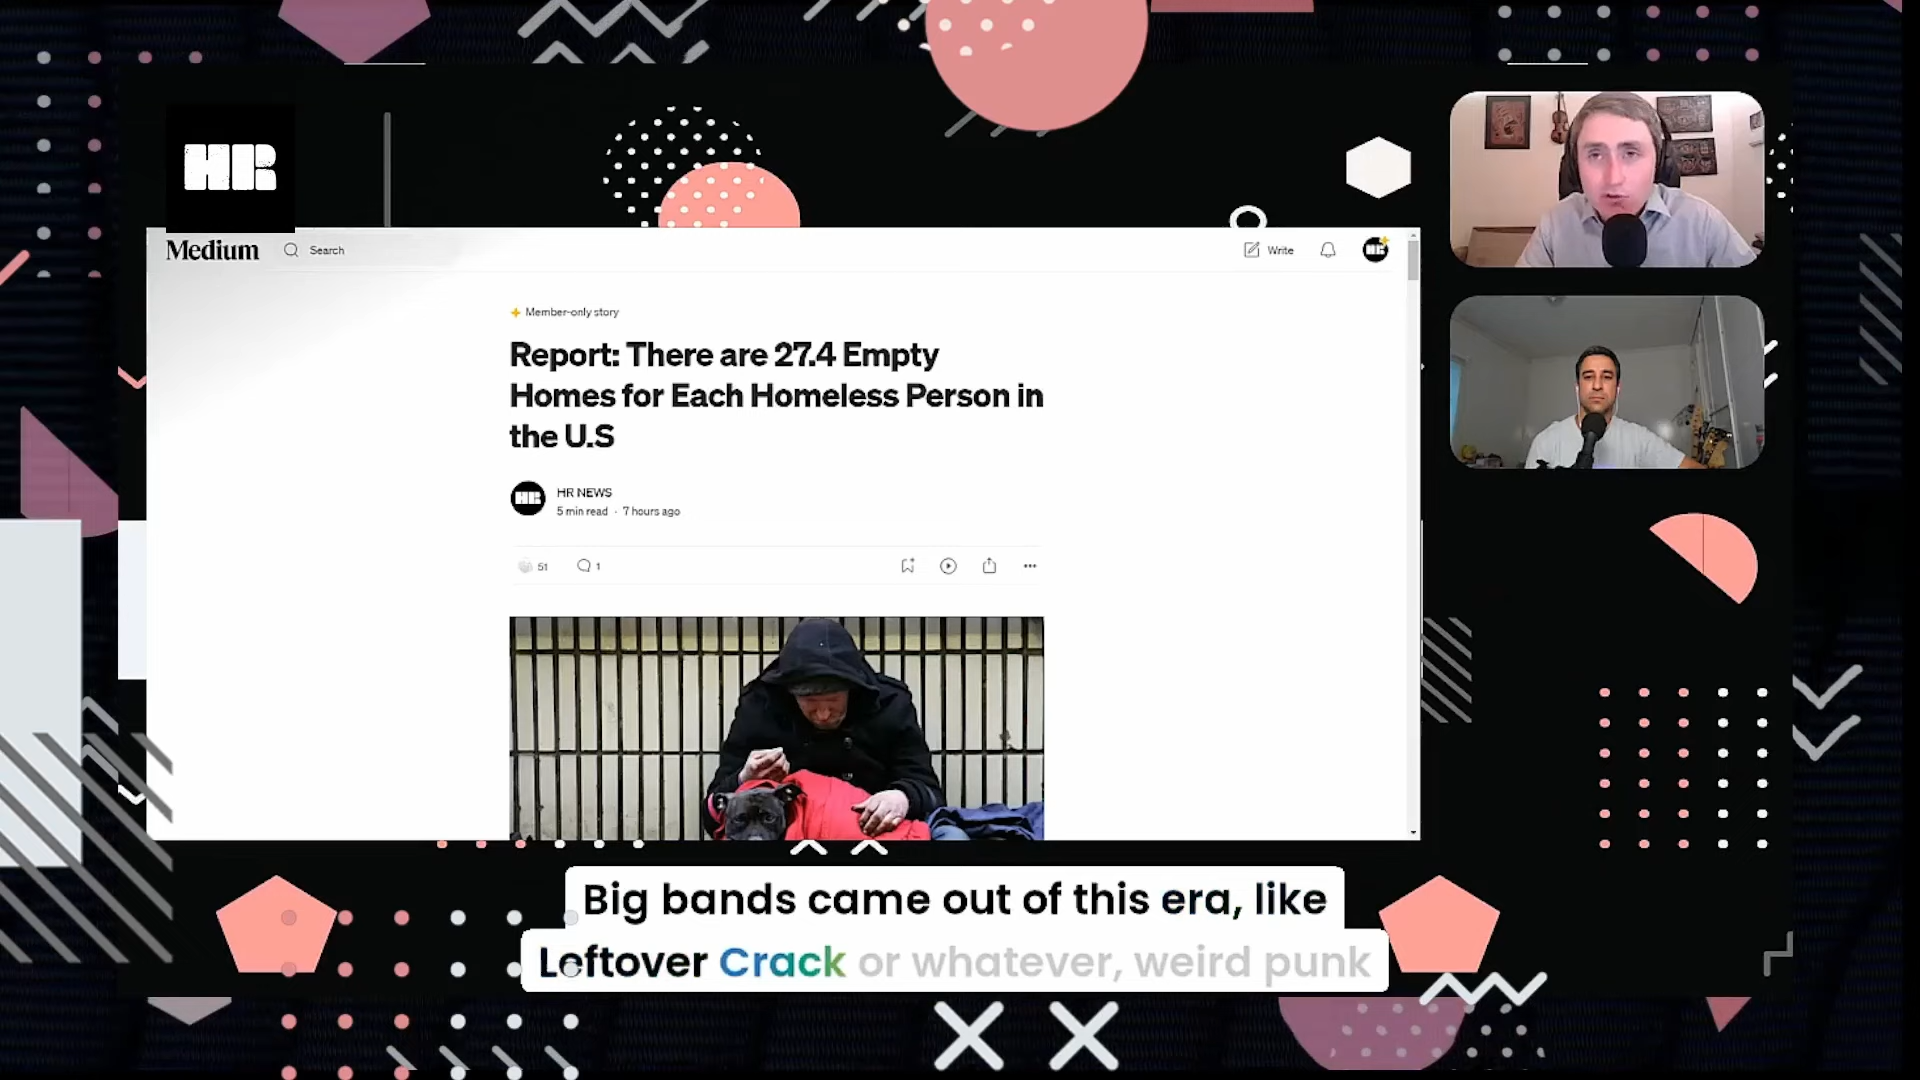 HR
Medium
Search
Write
HR
Member-only story
Report: There are 27.4 Empty
Homes for Each Homeless Person in
the U.S
HR
HR NEWS
5 min read · 7 hours ago
51
1
Big bands came out of this era, like
Leftover Crack or whatever, weird punk